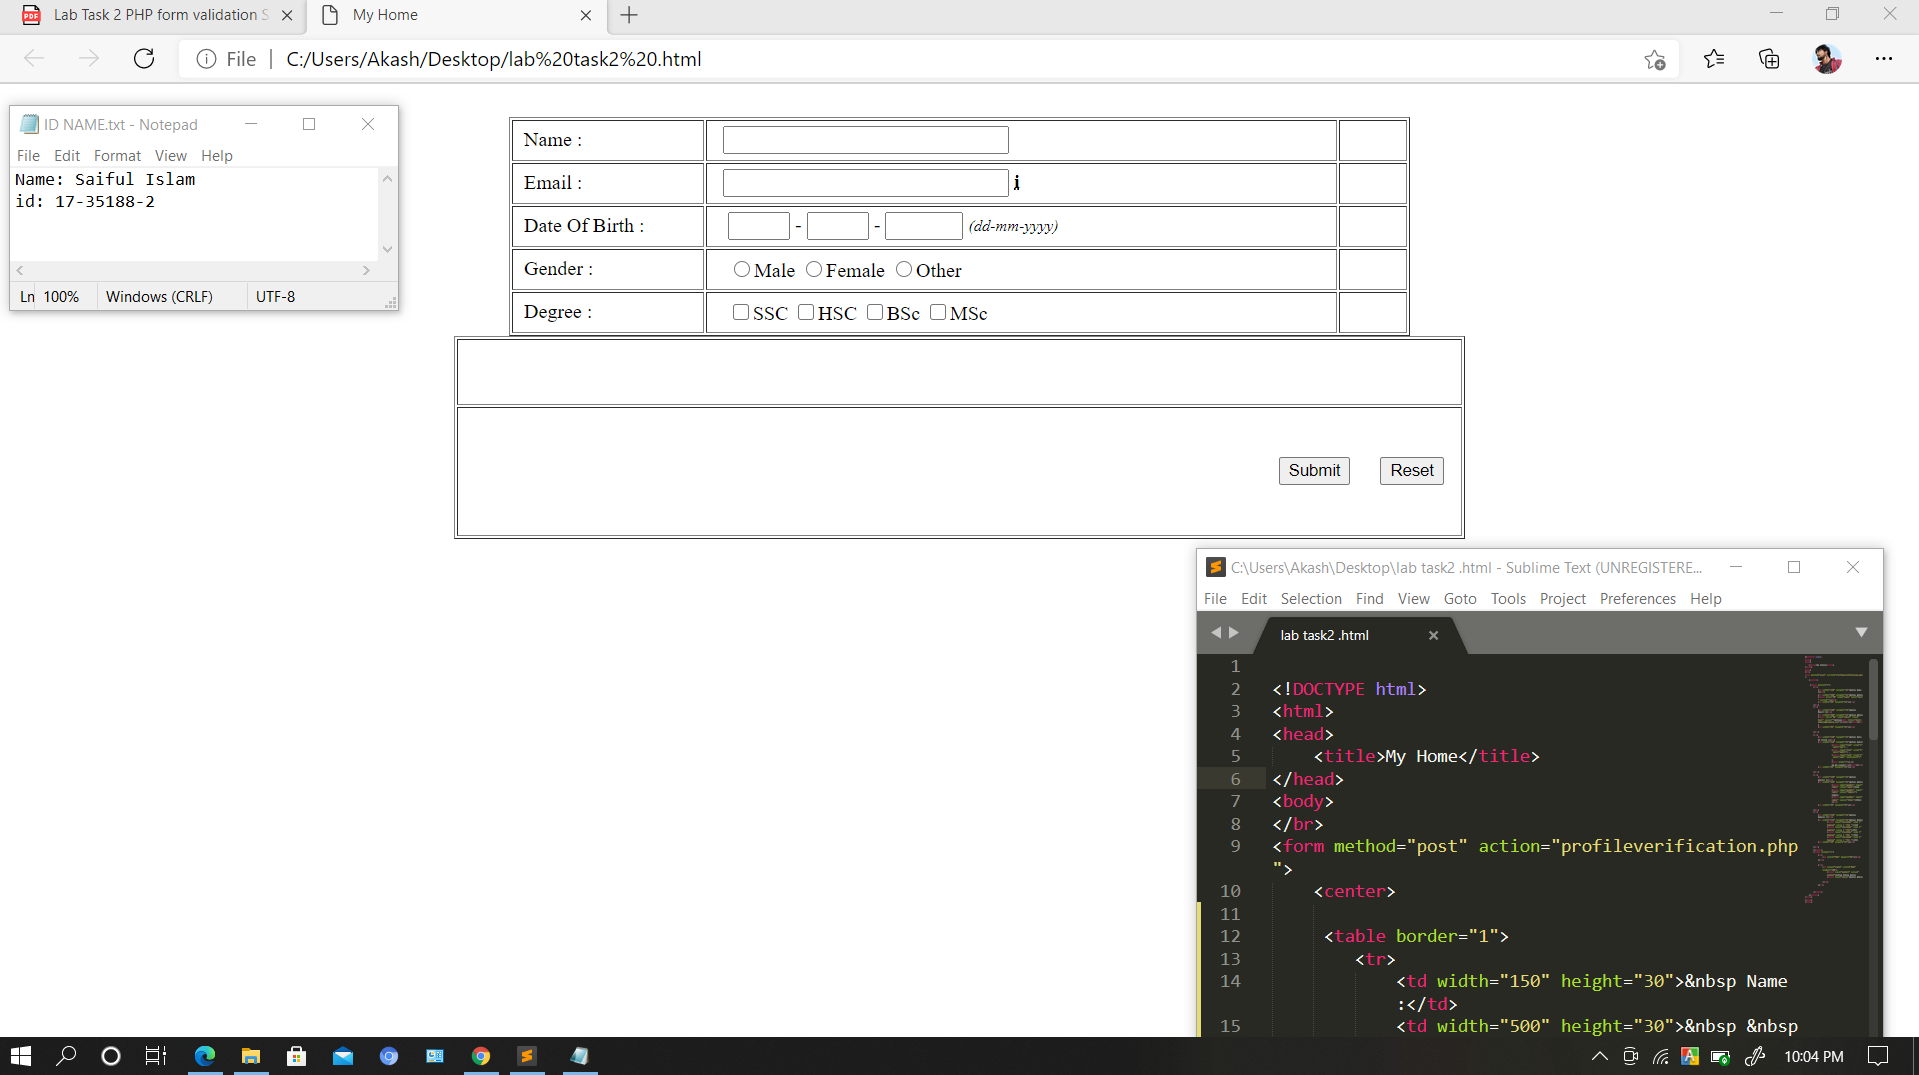 Lab Task 2 PHP form validation S
My Home
File
C:/Users/Akash/Desktop/lab%20task2%20.html
ID NAME.txt - Notepad
File Edit Format View Help
Name: Saiful Islam
id: 17-35188-2
Ln 100% Windows (CRLF) UTF-8
Name :
Email : i
Date Of Birth : - - (dd-mm-yyyy)
Gender : Male Female Other
Degree : SSC HSC BSc MSc
Submit Reset
C:\Users\Akash\Desktop\lab task2 .html - Sublime Text (UNREGISTERE...
File Edit Selection Find View Goto Tools Project Preferences Help
lab task2 .html
1
2 <!DOCTYPE html>
3 <html>
4 <head>
5 <title>My Home</title>
6 </head>
7 <body>
8 </br>
9 <form method="post" action="profileverification.php
">
10 <center>
11
12 <table border="1">
13 <tr>
14 <td width="150" height="30">&nbsp Name
:</td>
15 <td width="500" height="30">&nbsp &nbsp
10:04 PM